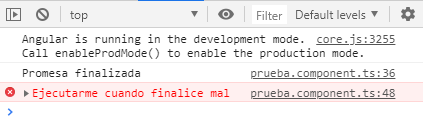 top
Filter
Default levels
Angular is running in the development mode. core.js:3255
Call enableProdMode() to enable the production mode.
Promesa finalizada prueba.component.ts:36
Ejecutarme cuando finalice mal prueba.component.ts:48